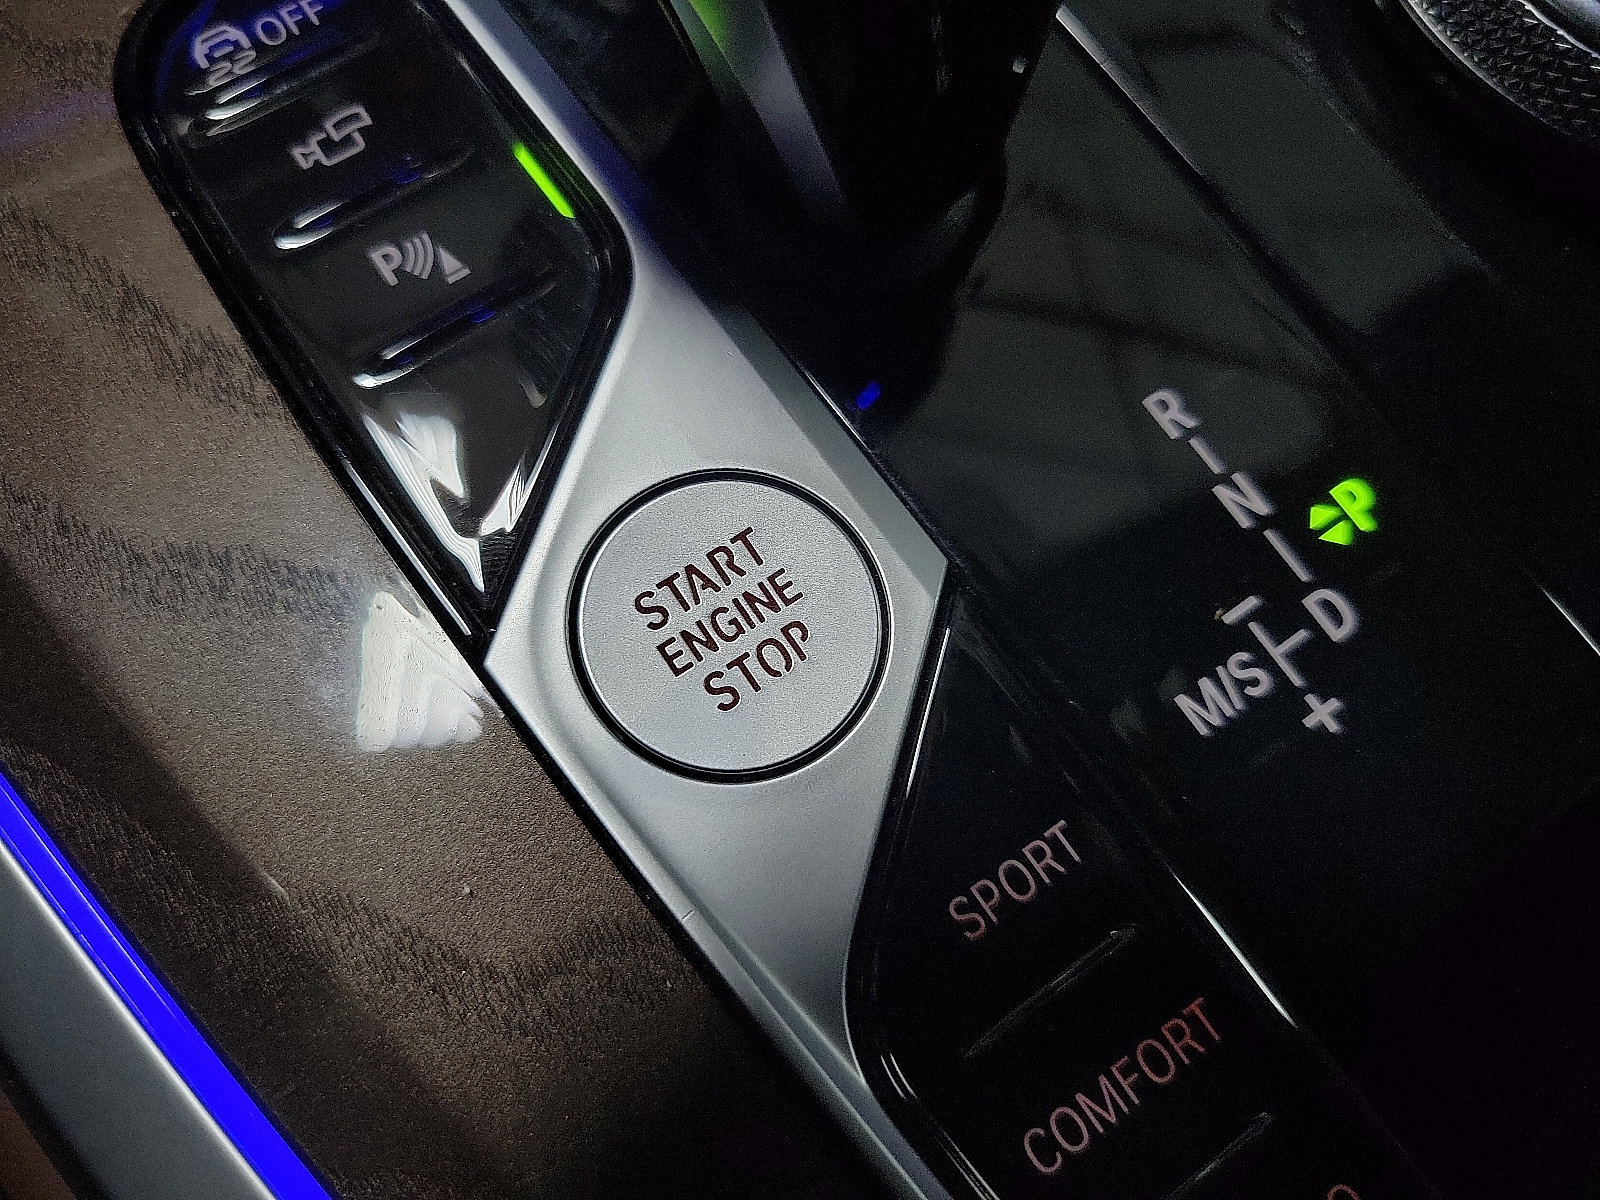 OFF
P
START
ENGINE
STOP
R
N
P
D
M/S
+
SPORT
COMFORT